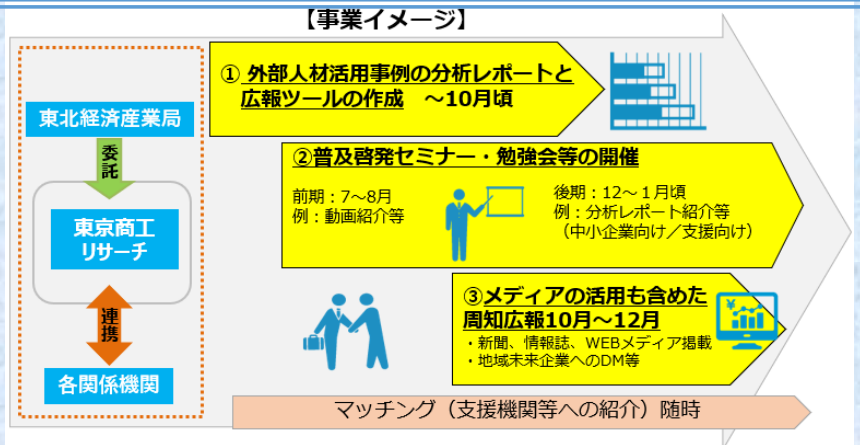 【事業イメージ】
東北経済産業局
委託
東京商工
リサーチ
連携
各関係機関
① 外部人材活用事例の分析レポートと
広報ツールの作成　～10月頃
②普及啓発セミナー・勉強会等の開催
前期：7～8月
例：動画紹介等
後期：12～１月頃
例：分析レポート紹介等
（中小企業向け／支援向け）
③メディアの活用も含めた
周知広報10月～12月
・新聞、情報誌、WEBメディア掲載
・地域未来企業へのDM等
¥
マッチング（支援機関等への紹介）随時